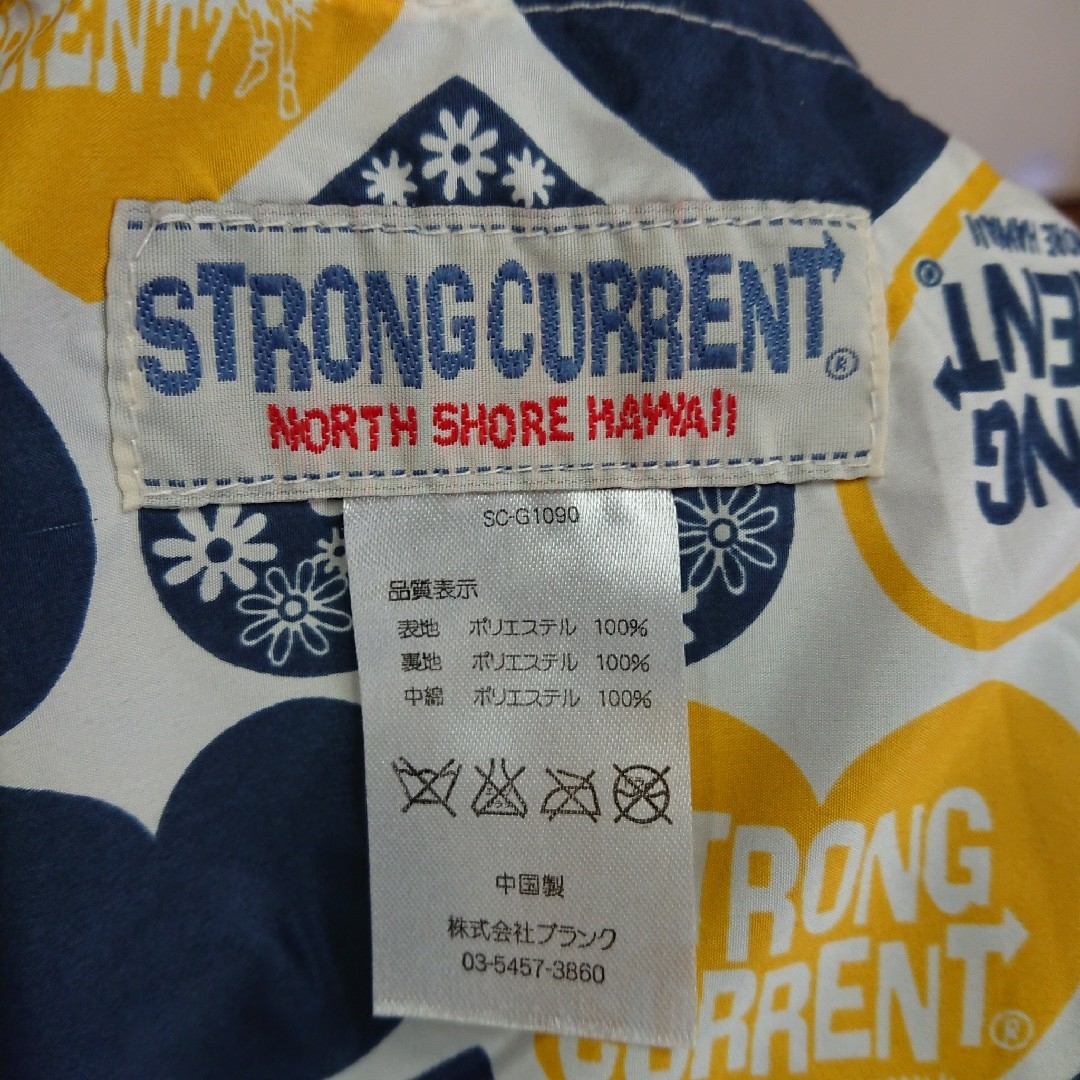 RENT?
STRONG CURRENT®
NORTH SHORE HAWAII
SC-G1090
品質表示
表地 ポリエステル 100%
裏地 ポリエステル 100%
中綿 ポリエステル 100%
中国製
株式会社ブランク
03-5457-3860
HAWAII
STRONG
CURRENT®